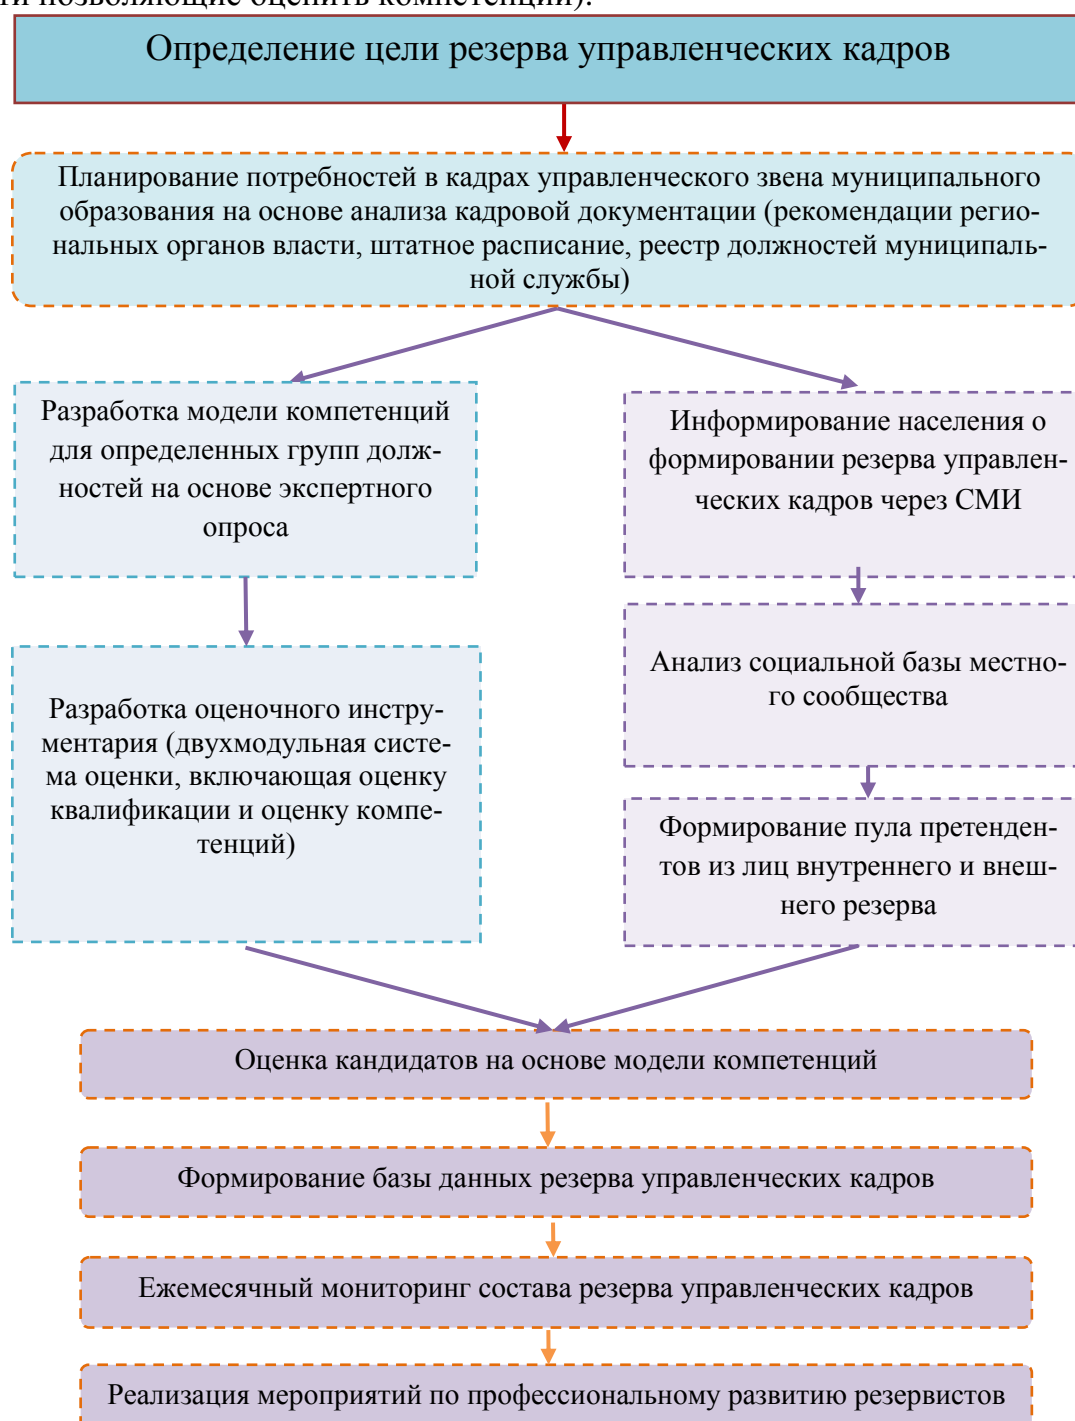 ти позволяющие оценить компетенции).
Определение цели резерва управленческих кадров
Планирование потребностей в кадрах управленческого звена муниципального
образования на основе анализа кадровой документации (рекомендации регио-
нальных органов власти, штатное расписание, реестр должностей муниципаль-
ной службы)
Разработка модели компетенций
для определенных групп долж-
ностей на основе экспертного
опроса
Разработка оценочного инстру-
ментария (двухмодульная систе-
ма оценки, включающая оценку
квалификации и оценку компе-
тенций)
Информирование населения о
формировании резерва управлен-
ческих кадров через СМИ
Анализ социальной базы местно-
го сообщества
Формирование пула претенден-
тов из лиц внутреннего и внеш-
него резерва
Оценка кандидатов на основе модели компетенций
Формирование базы данных резерва управленческих кадров
Ежемесячный мониторинг состава резерва управленческих кадров
Реализация мероприятий по профессиональному развитию резервистов